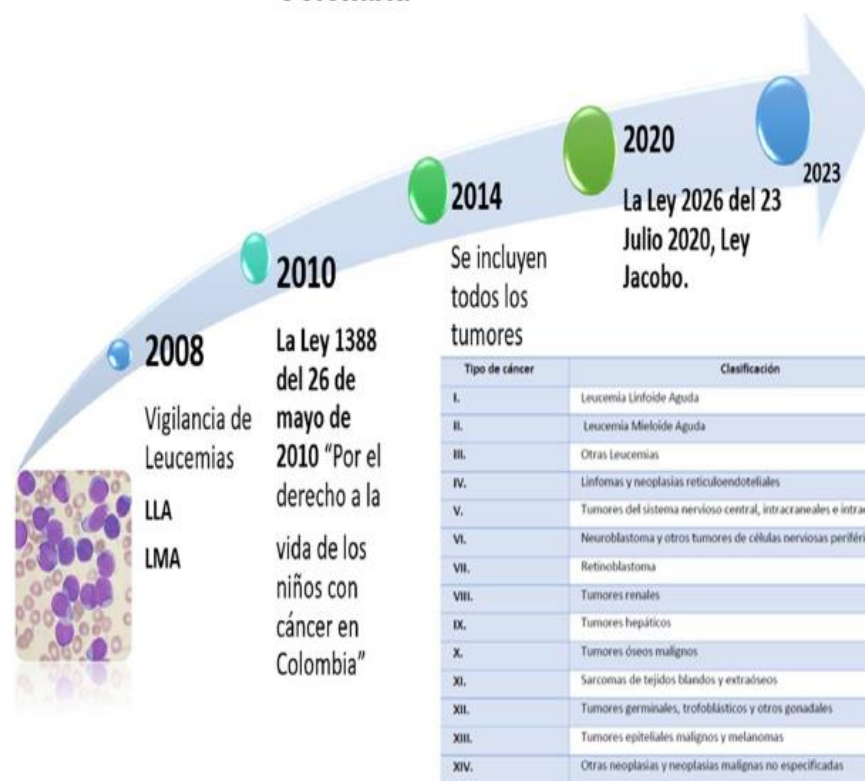 2008
Vigilancia de
Leucemias
LLA
LMA
2010
La Ley 1388
del 26 de
mayo de
2010 “Por el
derecho a la
vida de los
niños con
cáncer en
Colombia”
2014
Se incluyen
todos los
tumores
2020
La Ley 2026 del 23
Julio 2020, Ley
Jacobo.
2023
Tipo de cáncer Clasificación
I. Leucemia Linfoide Aguda
II. Leucemia Mieloide Aguda
III. Otras Leucemias
IV. Linfomas y neoplasias reticuloendoteliales
V. Tumores del sistema nervioso central, intracraneales e
VI. Neuroblastoma y otros tumores de células nerviosas
VII. Retinoblastoma
VIII. Tumores renales
IX. Tumores hepáticos
X. Tumores óseos malignos
XI. Sarcomas de tejidos blandos y extraóseos
XII. Tumores germinales, trofoblásticos y otros gonadales
XIII. Tumores epiteliales malignos y melanomas
XIV. Otras neoplasias y neoplasias malignas no especificadas